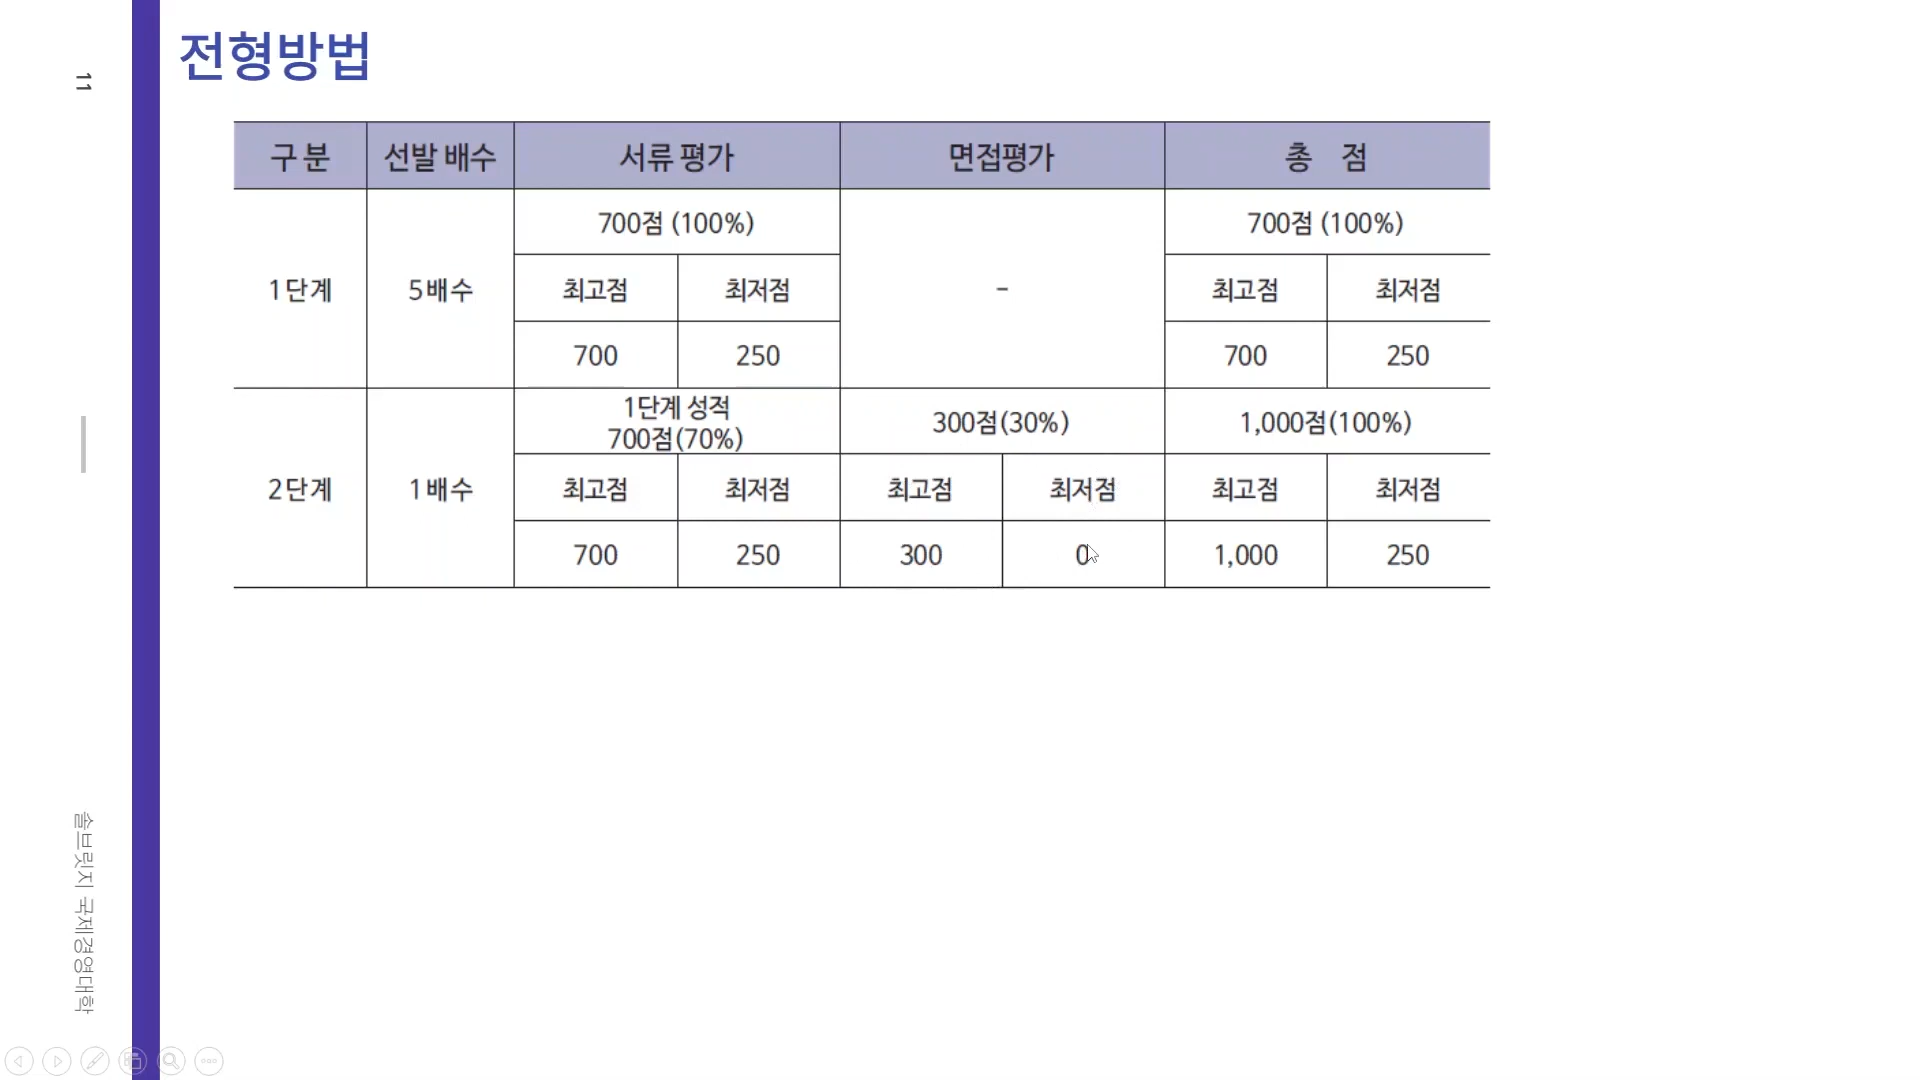 전형방법
11
구 분 선발 배수 서류 평가 면접평가 총 점
700점 (100%) 700점 (100%)
1단계 5배수 최고점 최저점 - 최고점 최저점
700 250 700 250
1단계 성적
700점(70%) 300점(30%) 1,000점(100%)
2단계 1배수 최고점 최저점 최고점 최저점 최고점 최저점
700 250 300 0 1,000 250
솔브릿지 국제경영대학